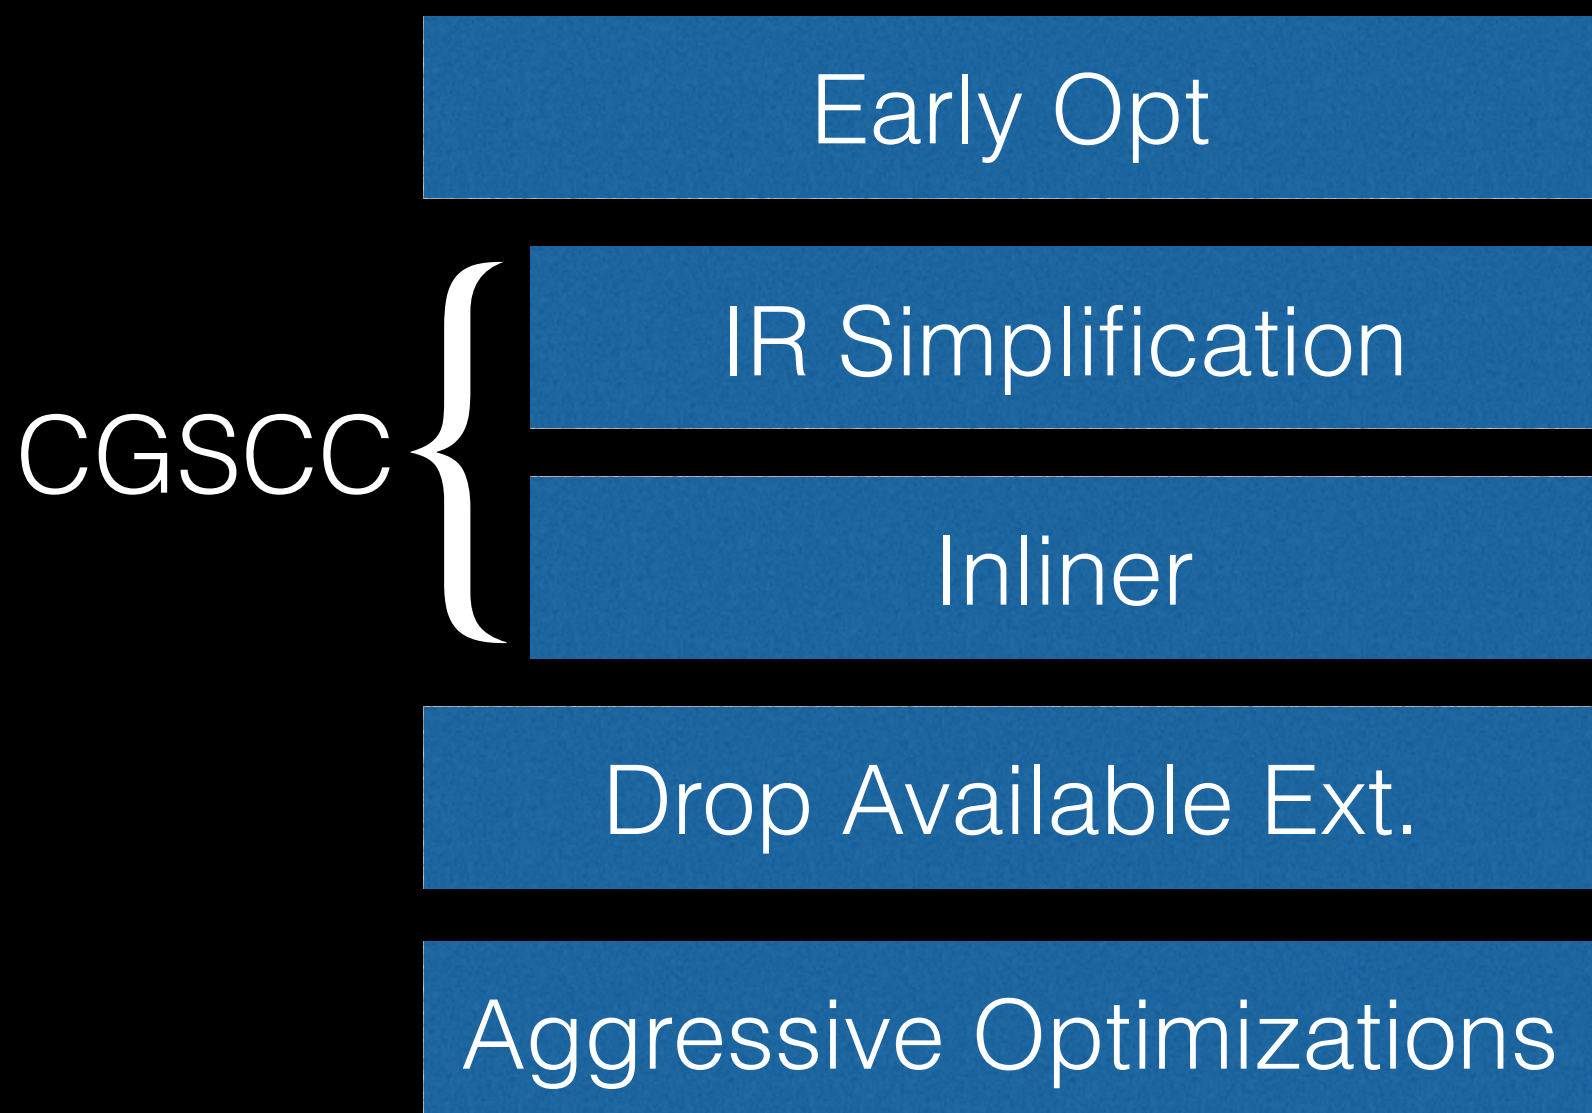 Early Opt
IR Simplification
CGSCC
Inliner
Drop Available Ext.
Aggressive Optimizations